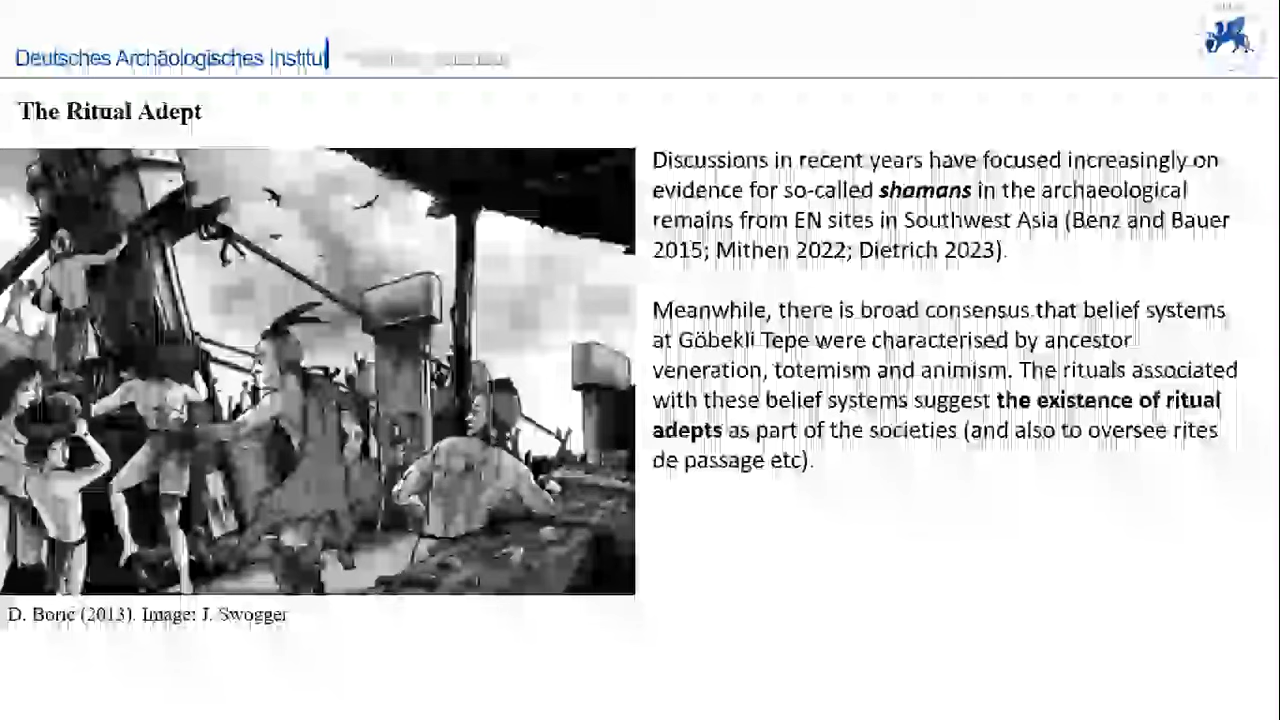 Deutsches Archäologisches Institu
The Ritual Adept
Discussions in recent years have focused increasingly on
evidence for so-called shamans in the archaeological
remains from EN sites in Southwest Asia (Benz and Bauer
2015; Mithen 2022; Dietrich 2023).
Meanwhile, there is broad consensus that belief systems
at Göbekli Tepe were characterised by ancestor
veneration, totemism and animism. The rituals associated
with these belief systems suggest the existence of ritual
adepts as part of the societies (and also to oversee rites
de passage etc).
D. Borić (2013). Image: J. Swogger